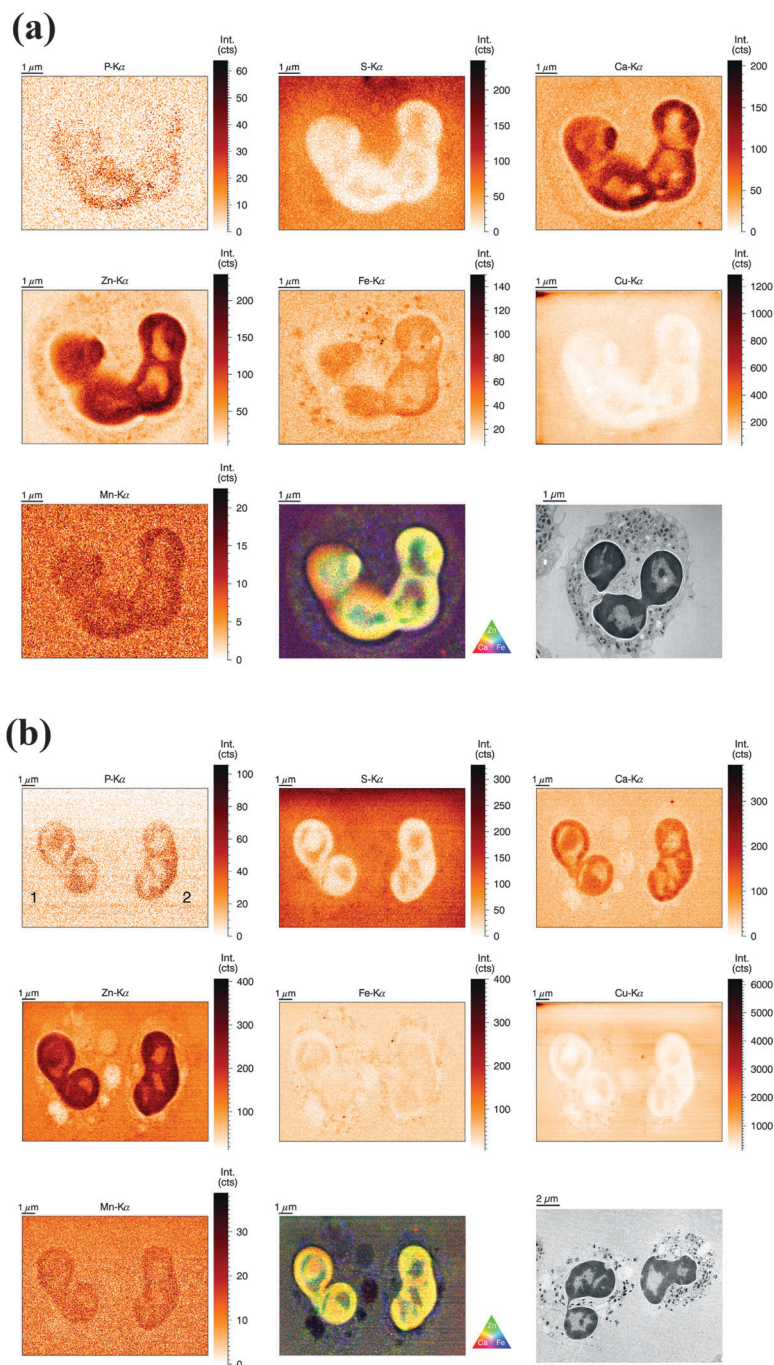 (a)
1 µm
P-Kα
Int.
(cts)
60
50
40
30
20
10
0
1 µm
S-Kα
Int.
(cts)
200
150
100
50
0
1 µm
Ca-Kα
Int.
(cts)
200
150
100
50
0
1 µm
Zn-Kα
Int.
(cts)
200
150
100
50
1 µm
Fe-Kα
Int.
(cts)
140
120
100
80
60
40
20
1 µm
Cu-Kα
Int.
(cts)
1200
1000
800
600
400
200
1 µm
Mn-Kα
Int.
(cts)
20
15
10
5
0
1 µm
Zn
Ca Fe
1 µm
(b)
1 µm
P-Kα
Int.
(cts)
100
80
60
40
20
0
1 2
1 µm
S-Kα
Int.
(cts)
300
250
200
150
100
50
0
1 µm
Ca-Kα
Int.
(cts)
300
200
100
0
1 µm
Zn-Kα
Int.
(cts)
400
300
200
100
1 µm
Fe-Kα
Int.
(cts)
400
300
200
100
1 µm
Cu-Kα
Int.
(cts)
6000
5000
4000
3000
2000
1000
1 µm
Mn-Kα
Int.
(cts)
30
20
10
0
1 µm
Zn
Ca Fe
2 µm